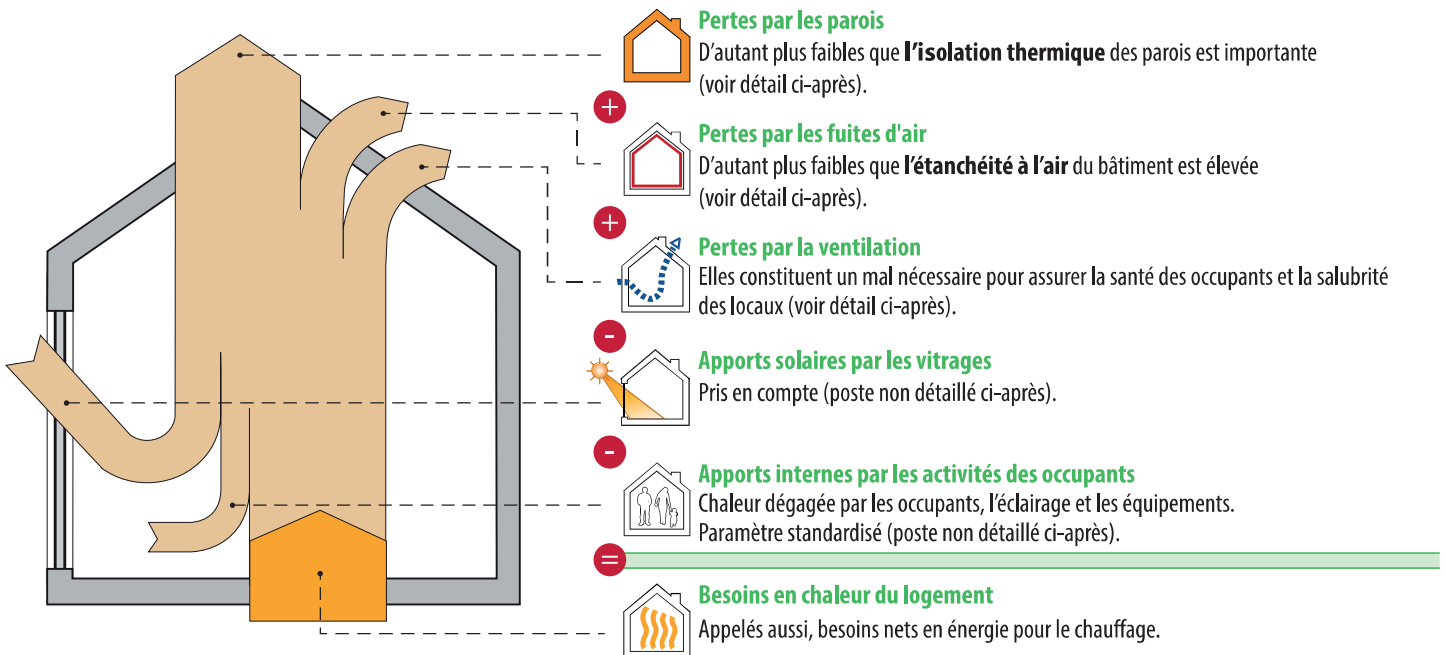 Pertes par les parois
D'autant plus faibles que l'isolation thermique des parois est importante
(voir détail ci-après).
+
Pertes par les fuites d'air
D'autant plus faibles que l'étanchéité à l'air du bâtiment est élevée
(voir détail ci-après).
+
Pertes par la ventilation
Elles constituent un mal nécessaire pour assurer la santé des occupants et la salubrité
des locaux (voir détail ci-après).
-
Apports solaires par les vitrages
Pris en compte (poste non détaillé ci-après).
-
Apports internes par les activités des occupants
Chaleur dégagée par les occupants, l'éclairage et les équipements.
Paramètre standardisé (poste non détaillé ci-après).
=
Besoins en chaleur du logement
Appelés aussi, besoins nets en énergie pour le chauffage.